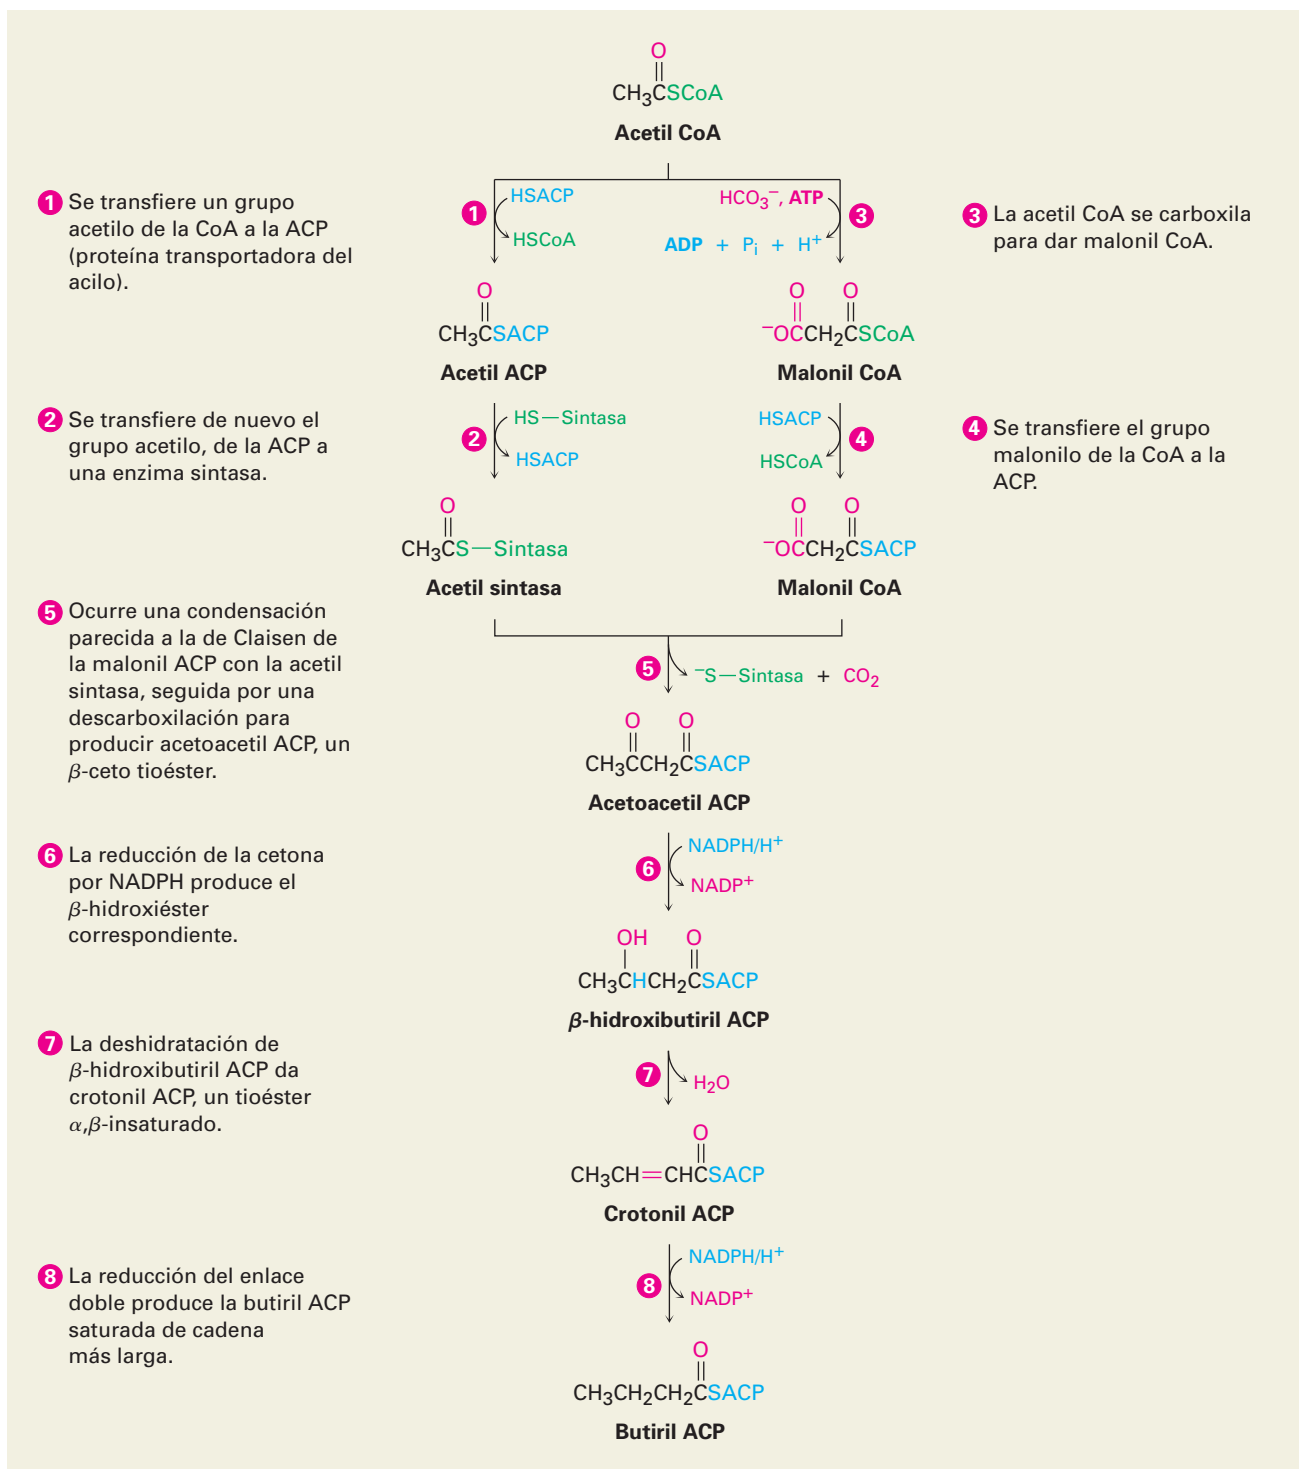 O
CH₃CSCoA
Acetil CoA
1 Se transfiere un grupo
acetilo de la CoA a la ACP
(proteína transportadora del
acilo).
1
HSACP
HSCoA
HCO₃⁻, ATP
ADP + Pᵢ + H⁺
3
3 La acetil CoA se carboxila
para dar malonil CoA.
O
CH₃CSACP
Acetil ACP
O O
⁻OCCH₂CSCoA
Malonil CoA
2 Se transfiere de nuevo el
grupo acetilo, de la ACP a
una enzima sintasa.
2
HS—Sintasa
HSACP
HSACP
HSCoA
4
4 Se transfiere el grupo
malonilo de la CoA a la
ACP.
O
CH₃CS—Sintasa
Acetil sintasa
O O
⁻OCCH₂CSACP
Malonil CoA
5 Ocurre una condensación
parecida a la de Claisen de
la malonil ACP con la acetil
sintasa, seguida por una
descarboxilación para
producir acetoacetil ACP, un
β-ceto tioéster.
5
⁻S—Sintasa + CO₂
O O
CH₃CCH₂CSACP
Acetoacetil ACP
6 La reducción de la cetona
por NADPH produce el
β-hidroxiéster
correspondiente.
6
NADPH/H⁺
NADP⁺
OH O
CH₃CHCH₂CSACP
β-hidroxibutiril ACP
7 La deshidratación de
β-hidroxibutiril ACP da
crotonil ACP, un tioéster
α,β-insaturado.
7
H₂O
O
CH₃CH=CHCSACP
Crotonil ACP
8 La reducción del enlace
doble produce la butiril ACP
saturada de cadena
más larga.
8
NADPH/H⁺
NADP⁺
O
CH₃CH₂CH₂CSACP
Butiril ACP